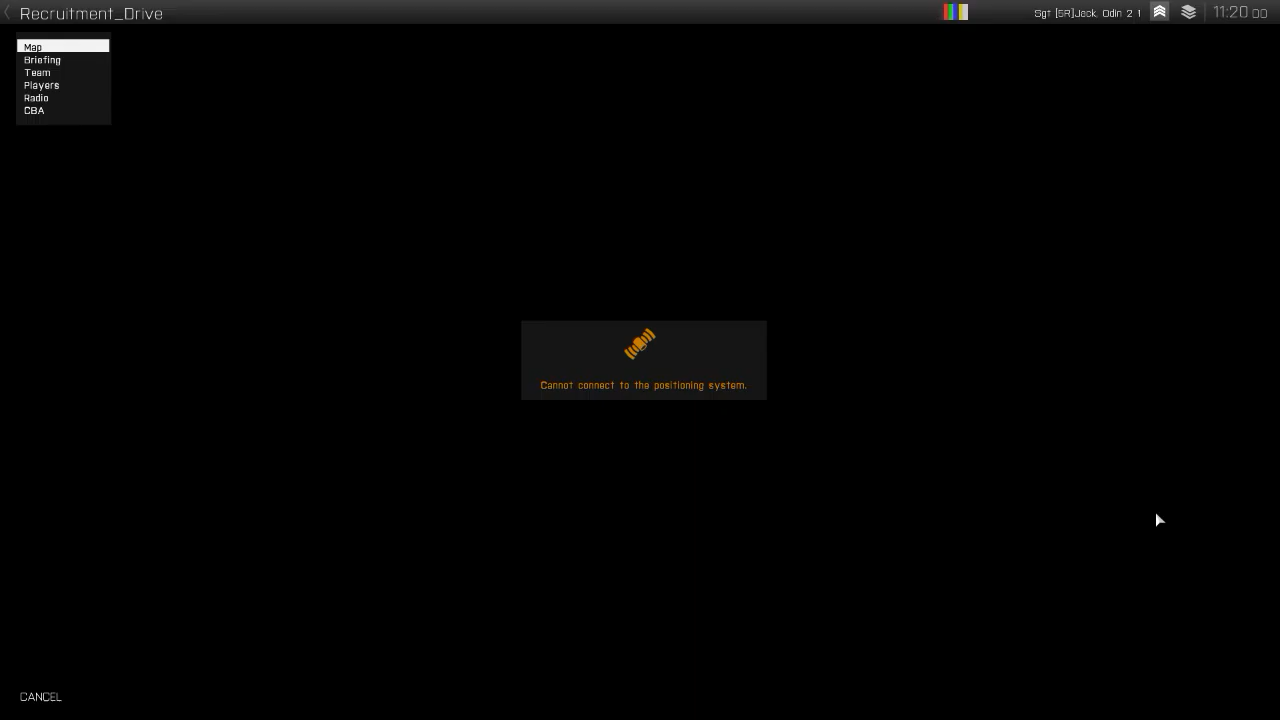 Recruitment_Drive
Sgt [5R]Jack, Odin 2 1
11:20 00
Map
Briefing
Team
Players
Radio
CBA
Cannot connect to the positioning system.
CANCEL